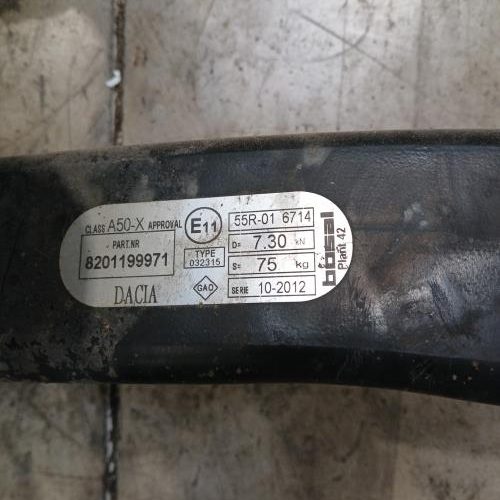 CLASS A50-X APPROVAL
PART.NR
8201199971
DACIA
E11
TYPE
032315
GAO
55R-01 6714
D= 7.30 kN
S= 75 kg
SERIE 10-2012
bosal
Plant 42